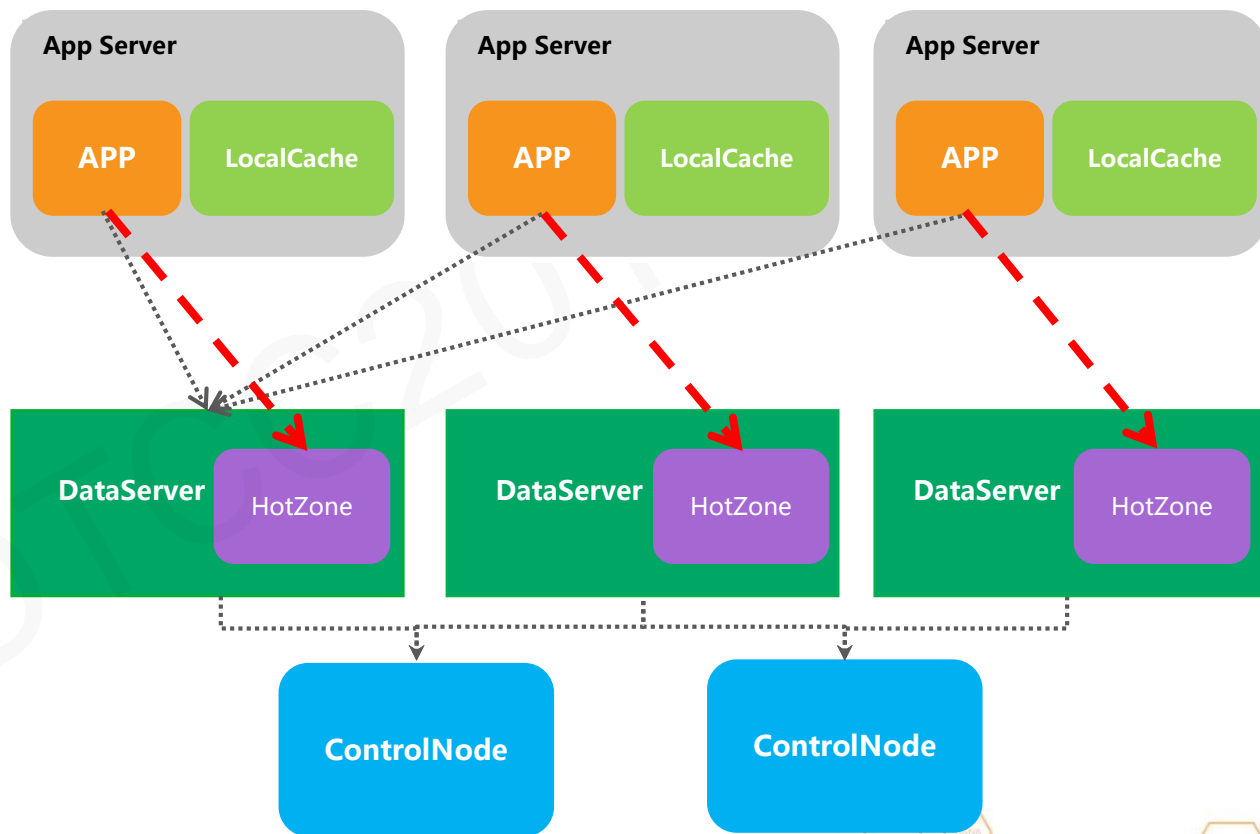 App Server
App Server
App Server
APP
LocalCache
APP
LocalCache
APP
LocalCache
DataServer
HotZone
DataServer
HotZone
DataServer
HotZone
ControlNode
ControlNode